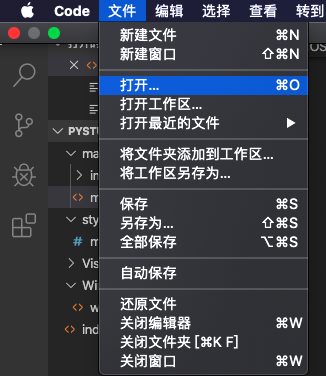 Code 文件 编辑 选择 查看 转到
新建文件 ⌘N
新建窗口 ⇧⌘N
打开... ⌘O
打开工作区...
打开最近的文件 ▶
将文件夹添加到工作区...
将工作区另存为...
保存 ⌘S
另存为... ⇧⌘S
全部保存 ⌥⌘S
自动保存
还原文件
关闭编辑器 ⌘W
关闭文件夹 [⌘K F]
关闭窗口 ⌘W
PYSTU
ma
in
<> m
sty
# m
Vis
Wi
<> w
<> ind